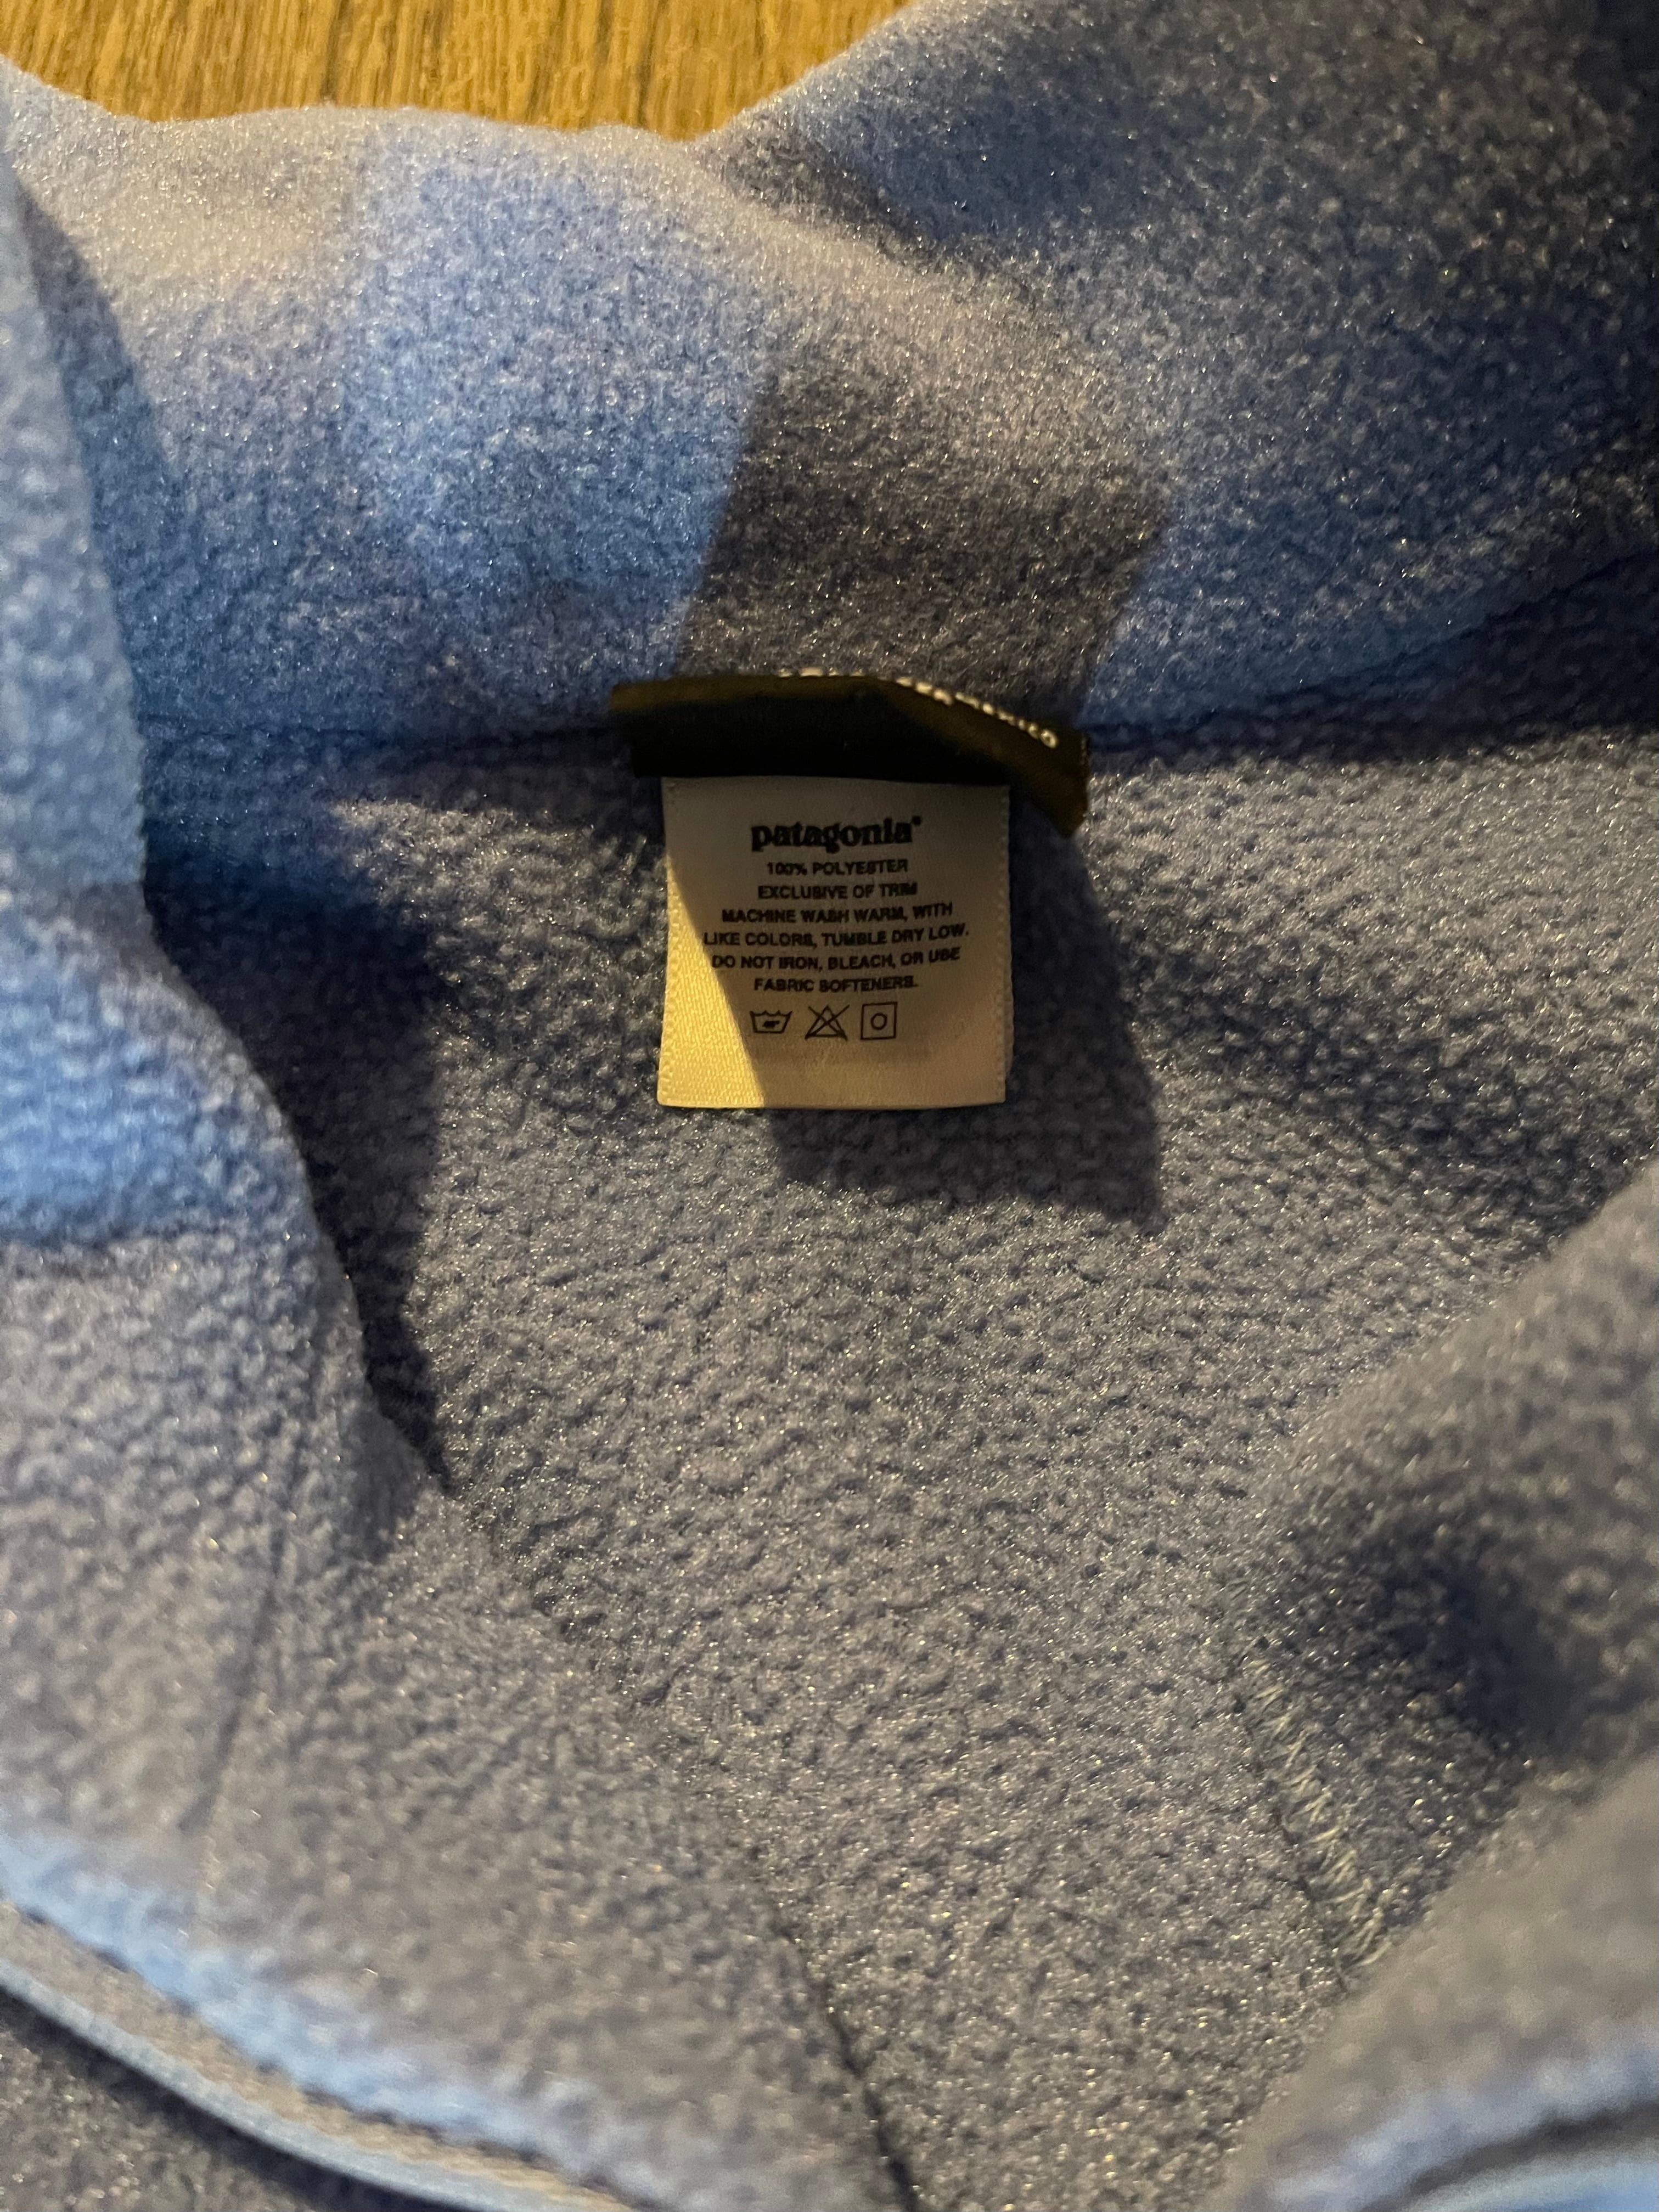 MEXICO
patagonia®
100% POLYESTER
EXCLUSIVE OF TRIM
MACHINE WASH WARM, WITH
LIKE COLORS, TUMBLE DRY LOW.
DO NOT IRON, BLEACH, OR USE
FABRIC SOFTENERS.